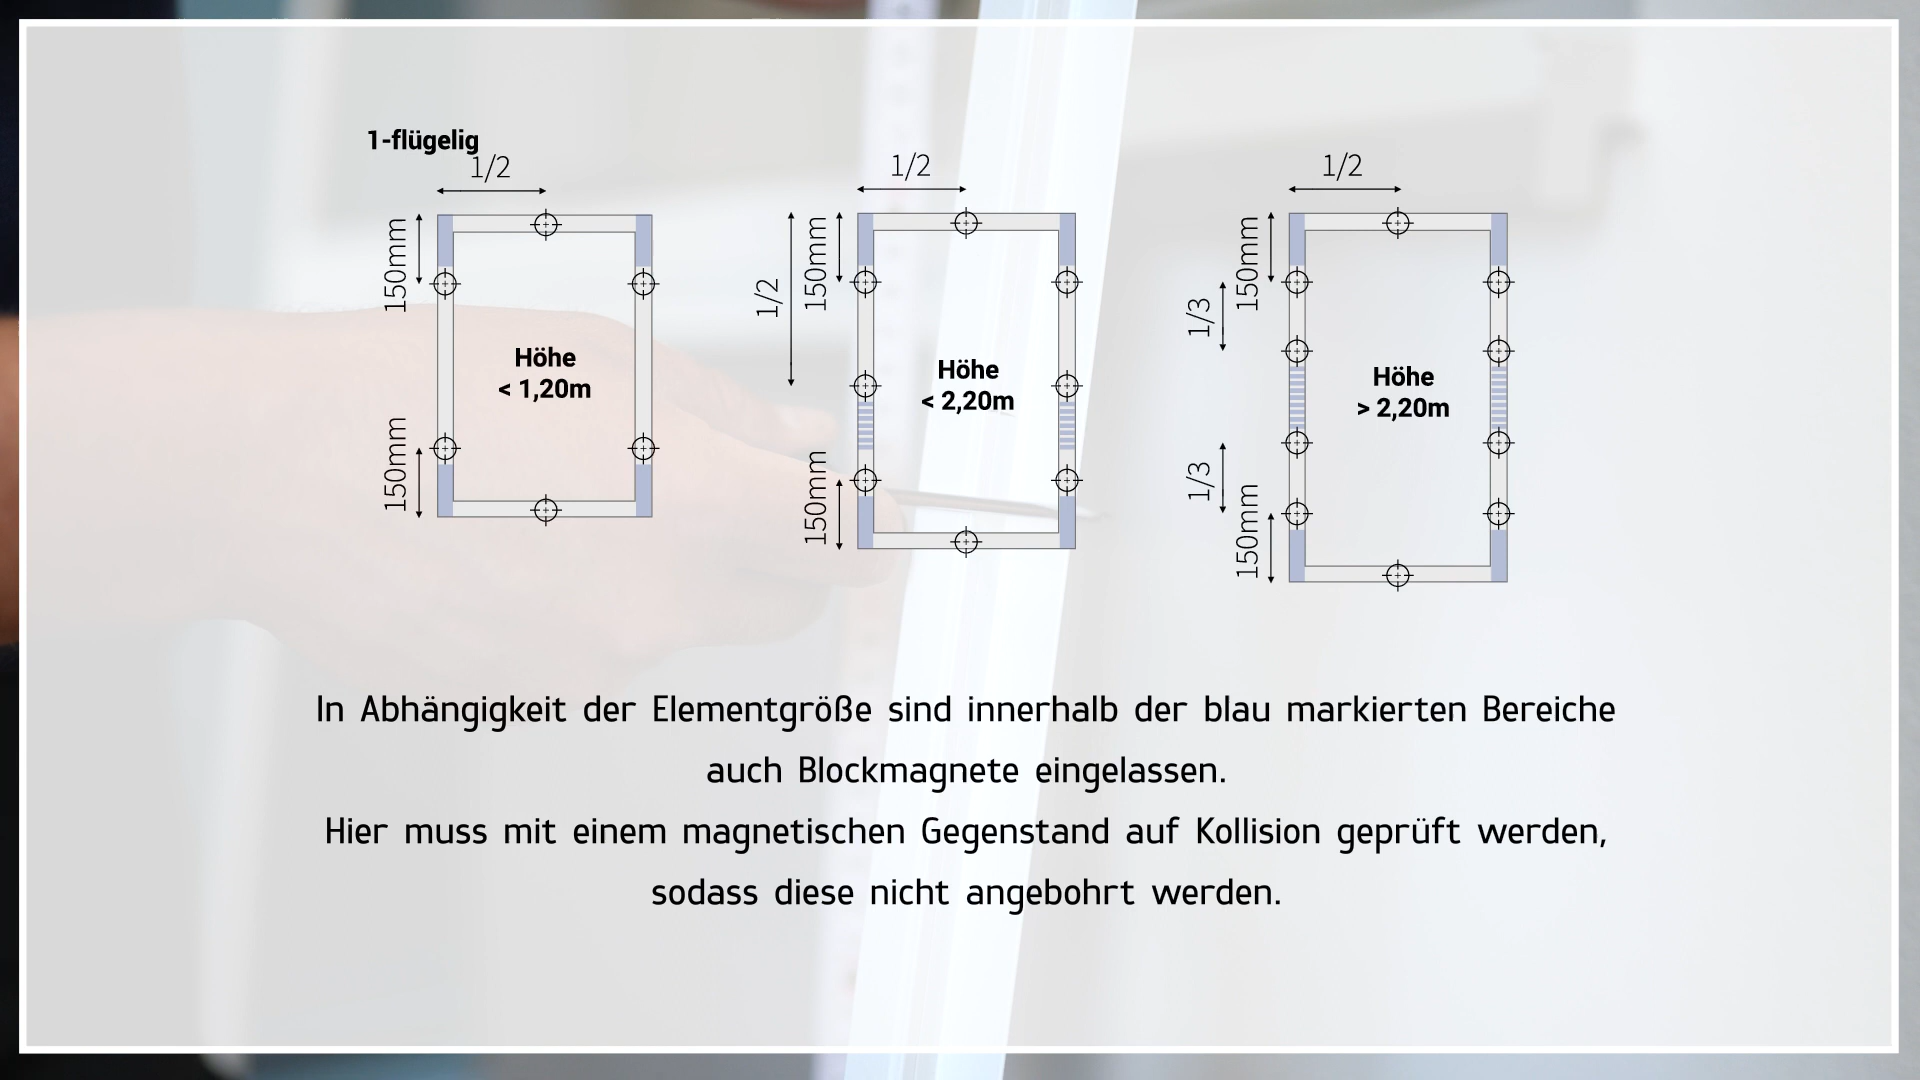 1-flügelig
1/2
150mm
150mm
Höhe
< 1,20m
1/2
1/2
150mm
150mm
Höhe
< 2,20m
1/2
150mm
1/3
1/3
150mm
Höhe
> 2,20m
In Abhängigkeit der Elementgröße sind innerhalb der blau markierten Bereiche
auch Blockmagnete eingelassen.
Hier muss mit einem magnetischen Gegenstand auf Kollision geprüft werden,
sodass diese nicht angebohrt werden.